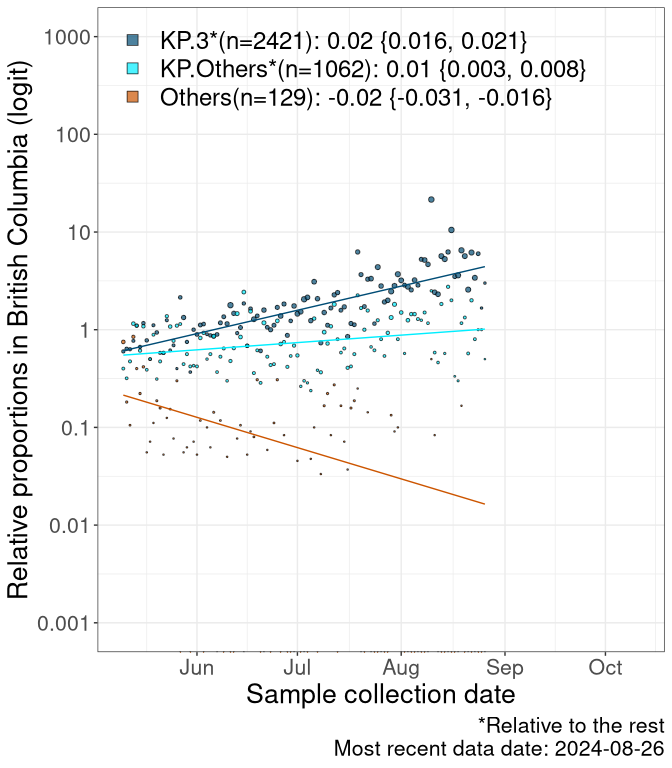 KP.3*(n=2421): 0.02 {0.016, 0.021}
KP.Others*(n=1062): 0.01 {0.003, 0.008}
Others(n=129): -0.02 {-0.031, -0.016}
Relative proportions in British Columbia (logit)
1000
100
10
1
0.1
0.01
0.001
Jun Jul Aug Sep Oct
Sample collection date
*Relative to the rest
Most recent data date: 2024-08-26